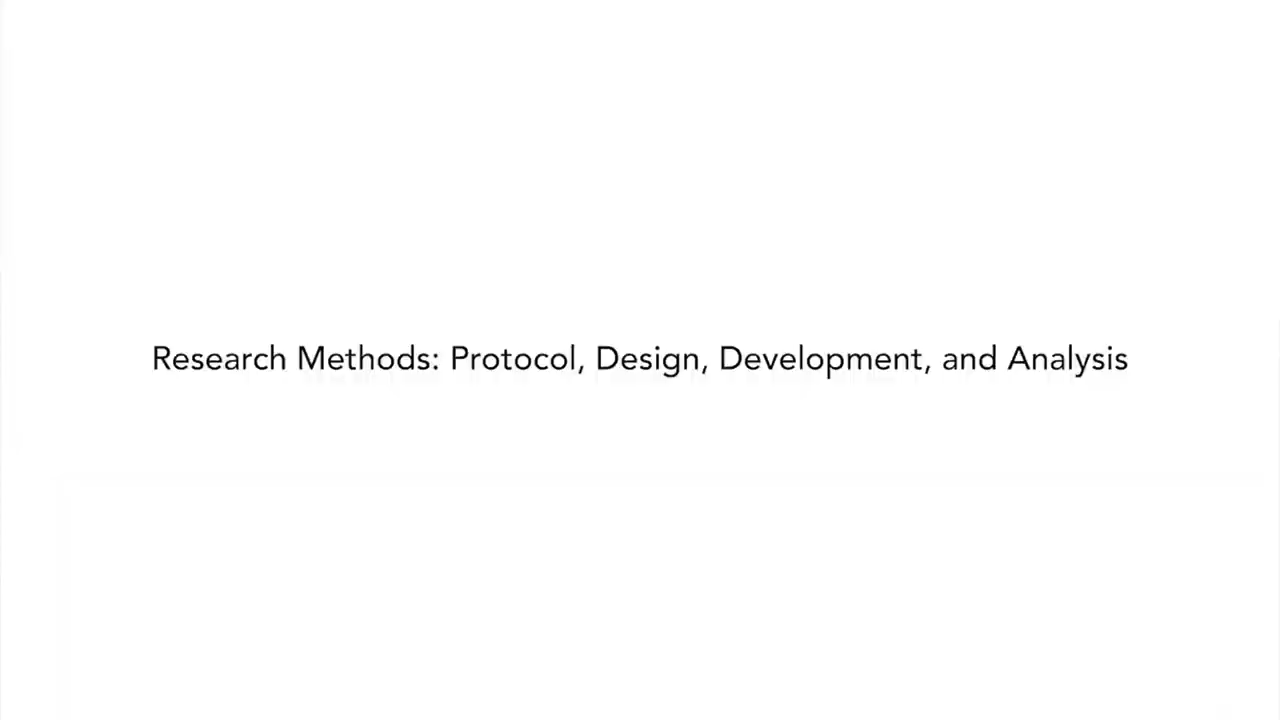 Research Methods: Protocol, Design, Development, and Analysis